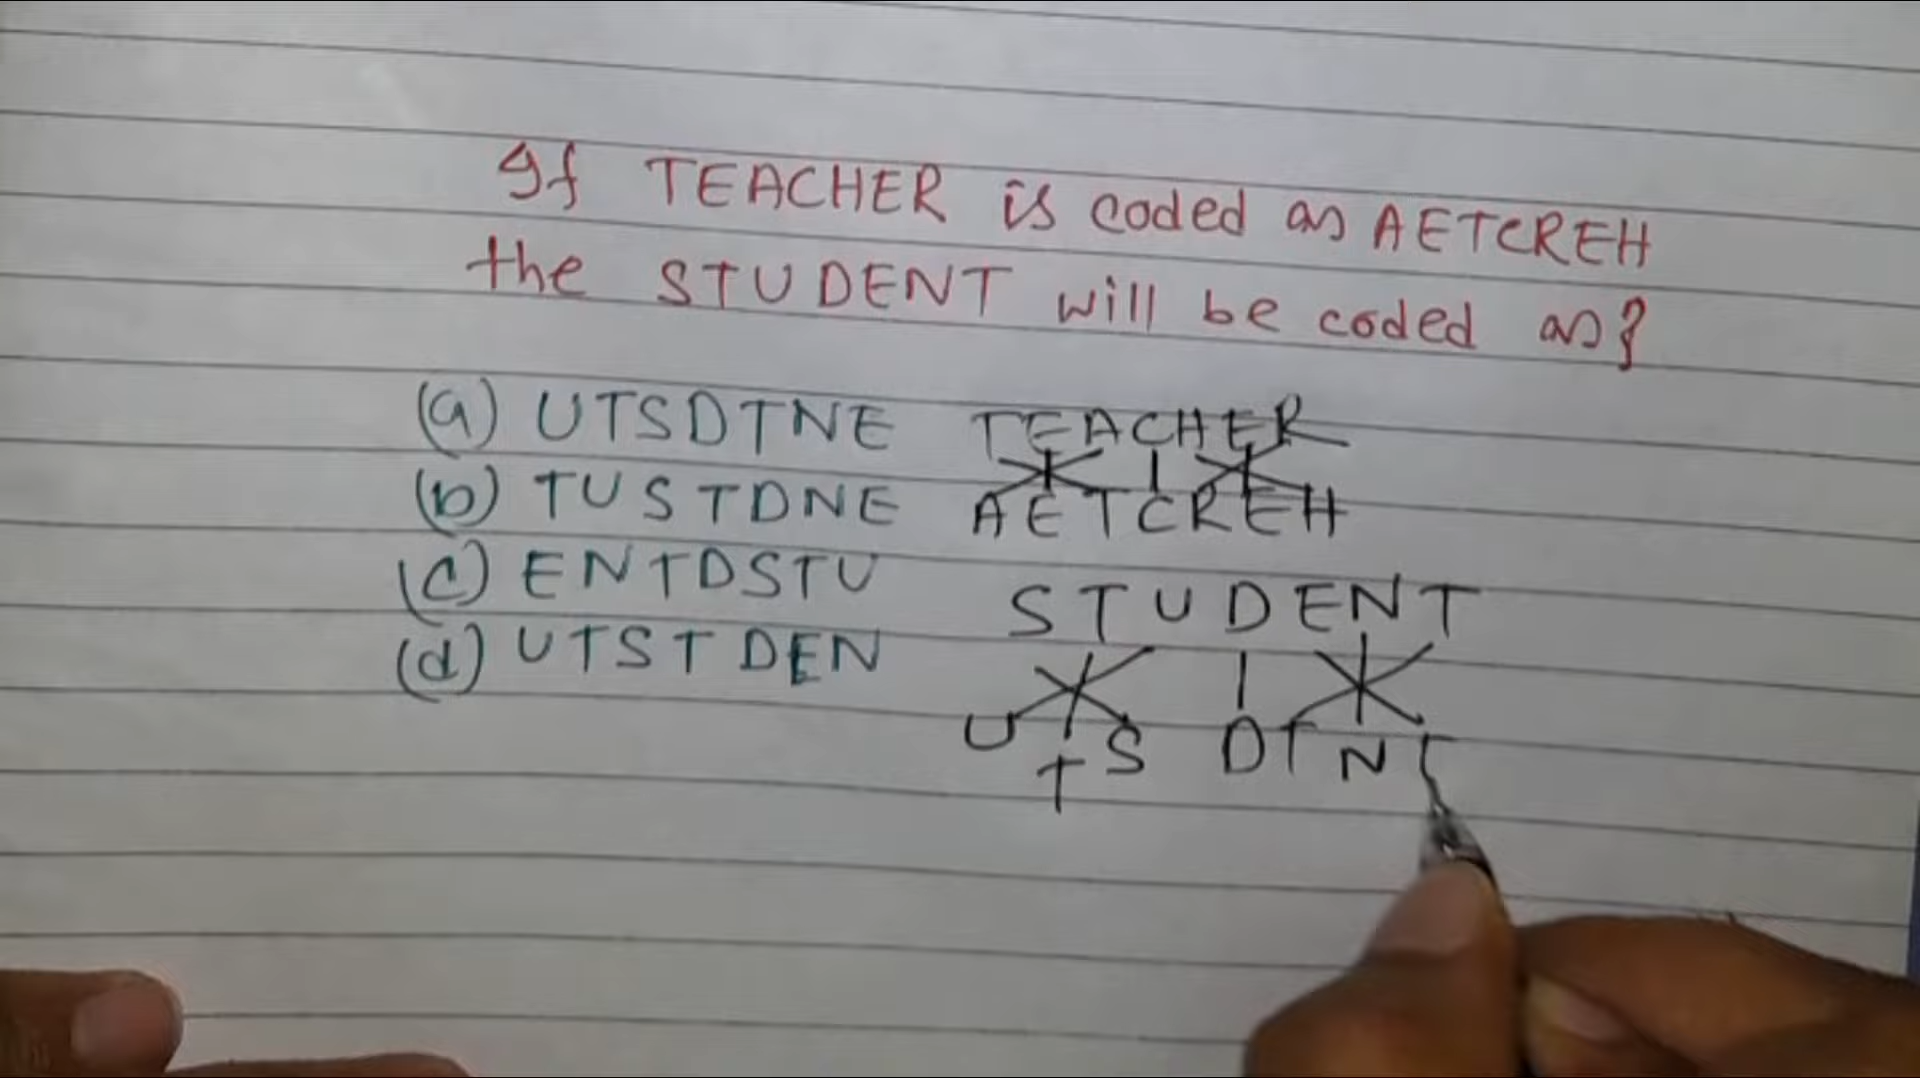 If TEACHER is coded as AETCREH
the STUDENT will be coded as?
(a) UTSDTNE
(b) TUSTDNE
(c) ENTDSTU
(d) UTSTDEN
TEACHER
AETCREH
STUDENT
UTSDTN